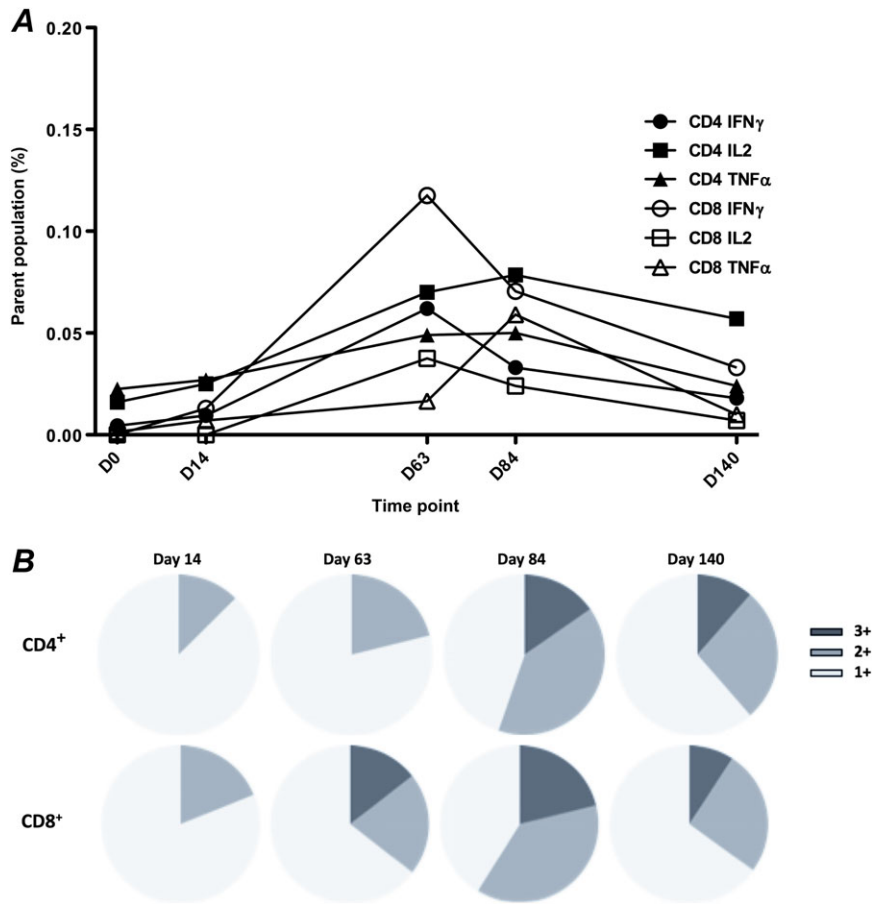 A
0.20
0.15
0.10
0.05
0.00
Parent population (%)
D0
D14
D63
D84
D140
Time point
CD4 IFNγ
CD4 IL2
CD4 TNFα
CD8 IFNγ
CD8 IL2
CD8 TNFα
B
Day 14 Day 63 Day 84 Day 140
CD4⁺
CD8⁺
3+
2+
1+